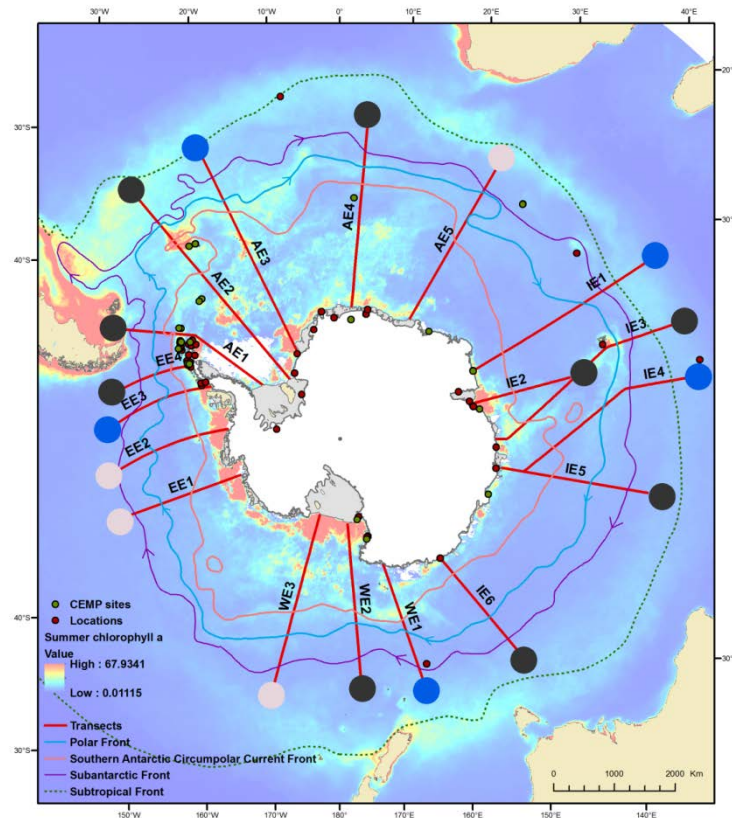 30°W 20°W 10°W 0° 10°E 20°E 30°E 40°E
20°
30°S
30°
40°S
AE4
AE5
AE3
AE2
IE1
IE3
AE1
EE4
IE4
IE2
EE3
EE2
EE1
IE5
WE3
WE2
WE1
IE6
CEMP sites
Locations
Summer chlorophyll a
Value
High : 67.9341
Low : 0.01115
40°S
30°
Transects
Polar Front
Southern Antarctic Circumpolar Current Front
Subantarctic Front
Subtropical Front
30°S
0 500 1000 2000 Km
150°W 160°W 170°W 180° 170°E 160°E 150°E 140°E